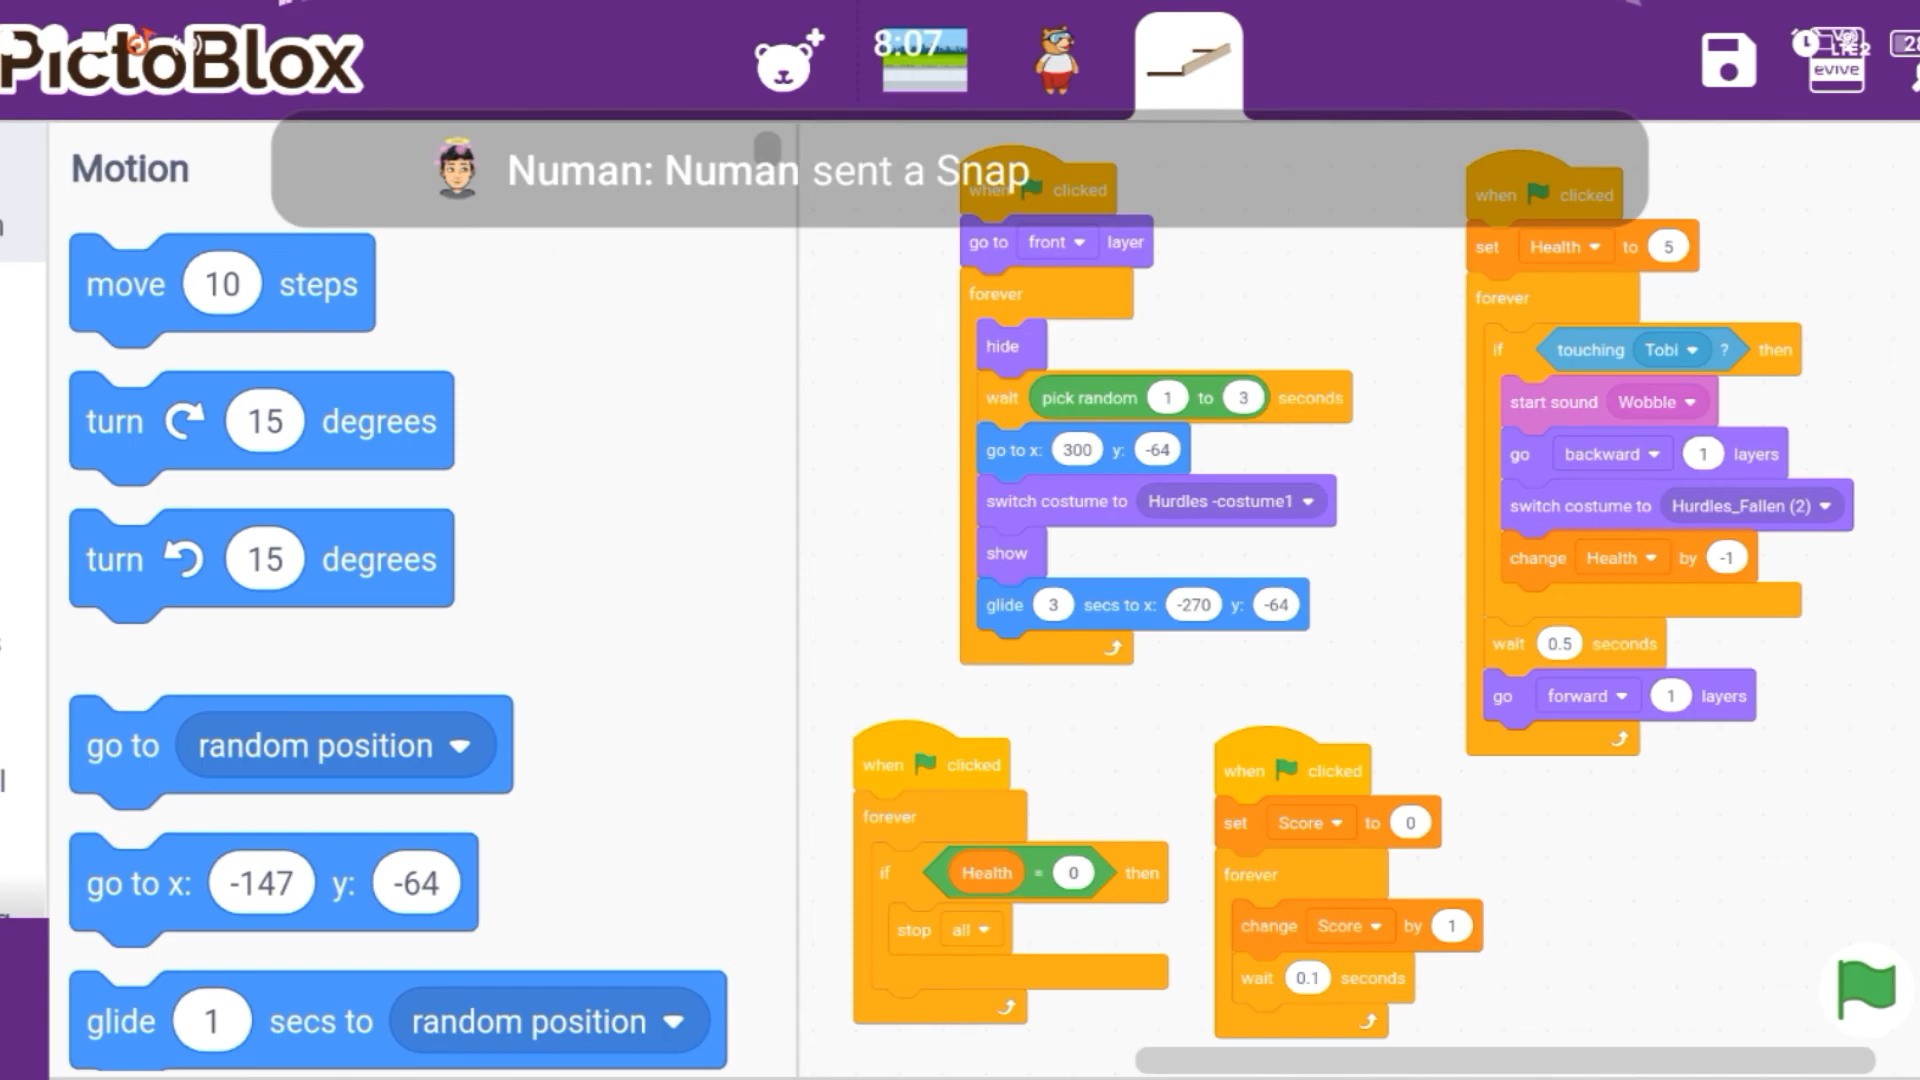 PictoBlox
8:07
LTE2
evive
28
Motion
Numan: Numan sent a Snap
move 10 steps
turn 15 degrees
turn 15 degrees
go to random position
go to x: -147 y: -64
glide 1 secs to random position
when clicked
go to front layer
forever
hide
wait pick random 1 to 3 seconds
go to x: 300 y: -64
switch costume to Hurdles -costume1
show
glide 3 secs to x: -270 y: -64
when clicked
set Health to 5
forever
if touching Tobi ? then
start sound Wobble
go backward 1 layers
switch costume to Hurdles_Fallen (2)
change Health by -1
wait 0.5 seconds
go forward 1 layers
when clicked
forever
if Health = 0 then
stop all
when clicked
set Score to 0
forever
change Score by 1
wait 0.1 seconds